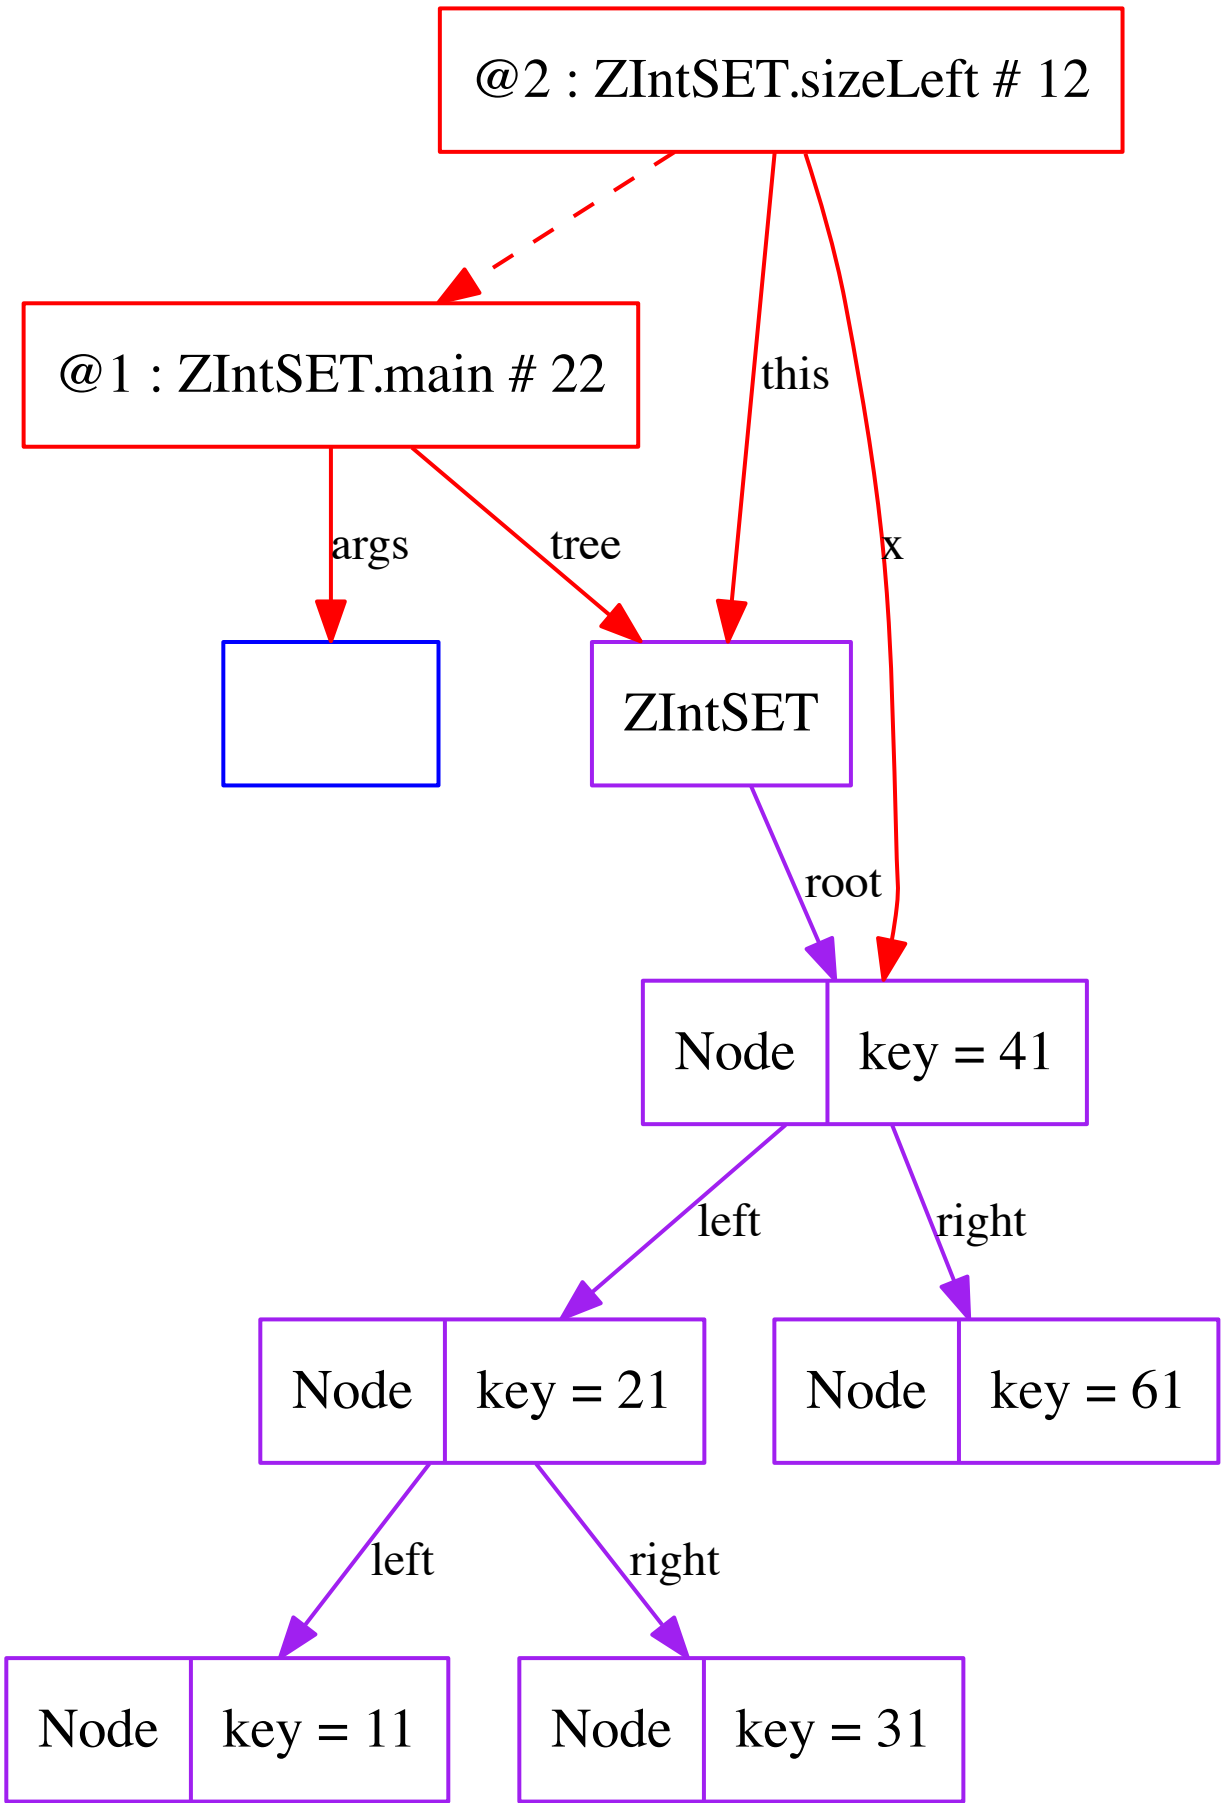 @2 : ZIntSET.sizeLeft # 12
@1 : ZIntSET.main # 22
this
args
tree
x
ZIntSET
root
Node
key = 41
left
right
Node
key = 21
Node
key = 61
left
right
Node
key = 11
Node
key = 31